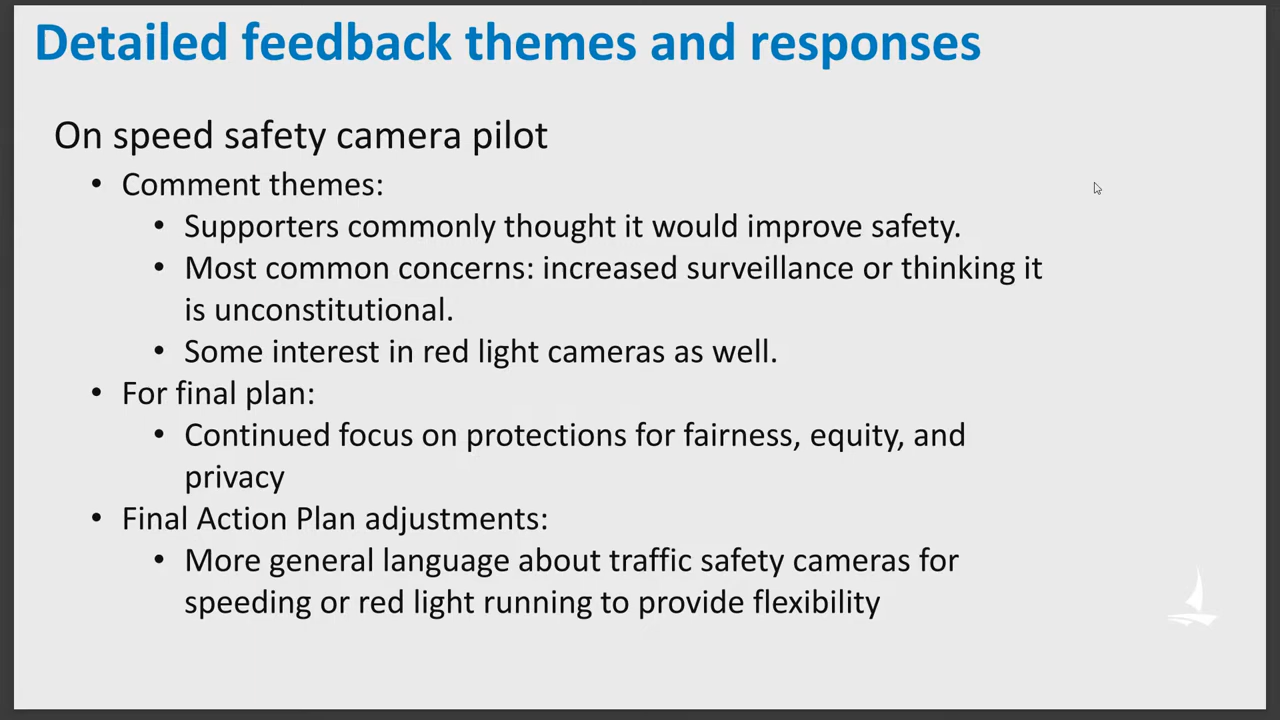 Detailed feedback themes and responses
On speed safety camera pilot
• Comment themes:
• Supporters commonly thought it would improve safety.
• Most common concerns: increased surveillance or thinking it
is unconstitutional.
• Some interest in red light cameras as well.
• For final plan:
• Continued focus on protections for fairness, equity, and
privacy
• Final Action Plan adjustments:
• More general language about traffic safety cameras for
speeding or red light running to provide flexibility